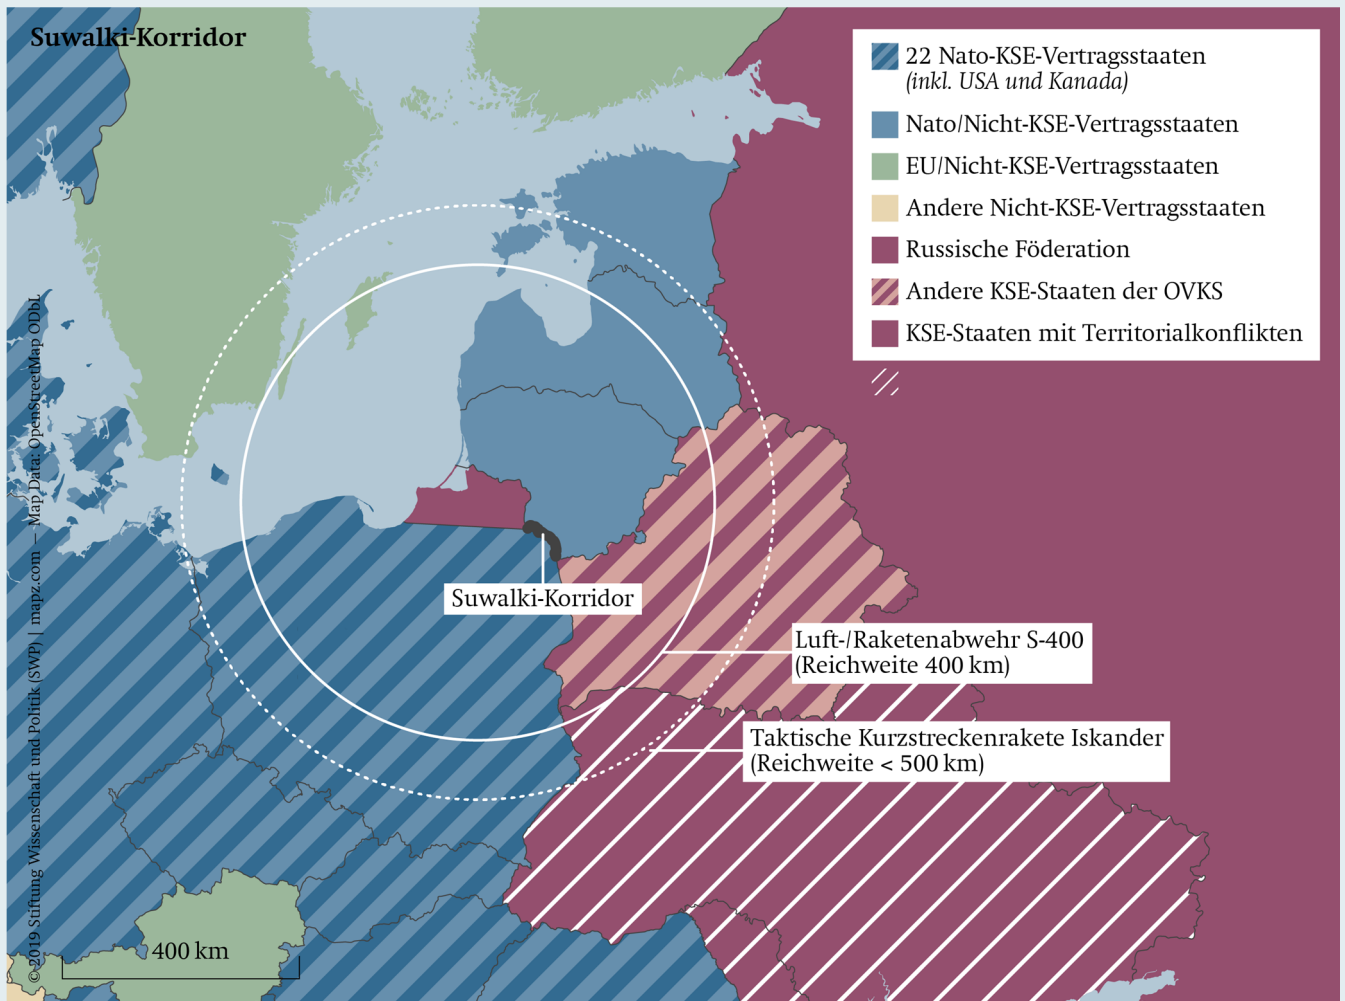 Suwalki-Korridor
22 Nato-KSE-Vertragsstaaten
(inkl. USA und Kanada)
Nato/Nicht-KSE-Vertragsstaaten
EU/Nicht-KSE-Vertragsstaaten
Andere Nicht-KSE-Vertragsstaaten
Russische Föderation
Andere KSE-Staaten der OVKS
KSE-Staaten mit Territorialkonflikten
Suwalki-Korridor
Luft-/Raketenabwehr S-400
(Reichweite 400 km)
Taktische Kurzstreckenrakete Iskander
(Reichweite < 500 km)
400 km
© 2019 Stiftung Wissenschaft und Politik (SWP) | mapz.com – Map Data: OpenStreetMap ODbL